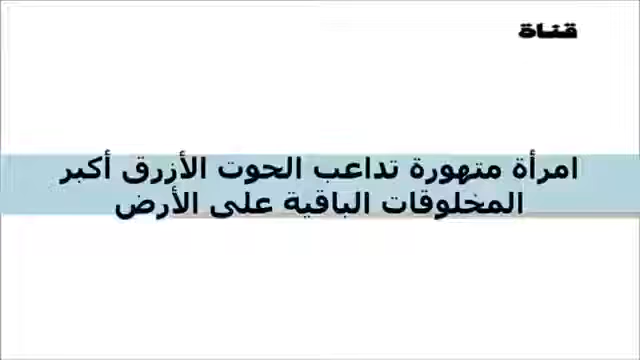 قناة
امرأة متهورة تداعب الحوت الأزرق أكبر
المخلوقات الباقية على الأرض